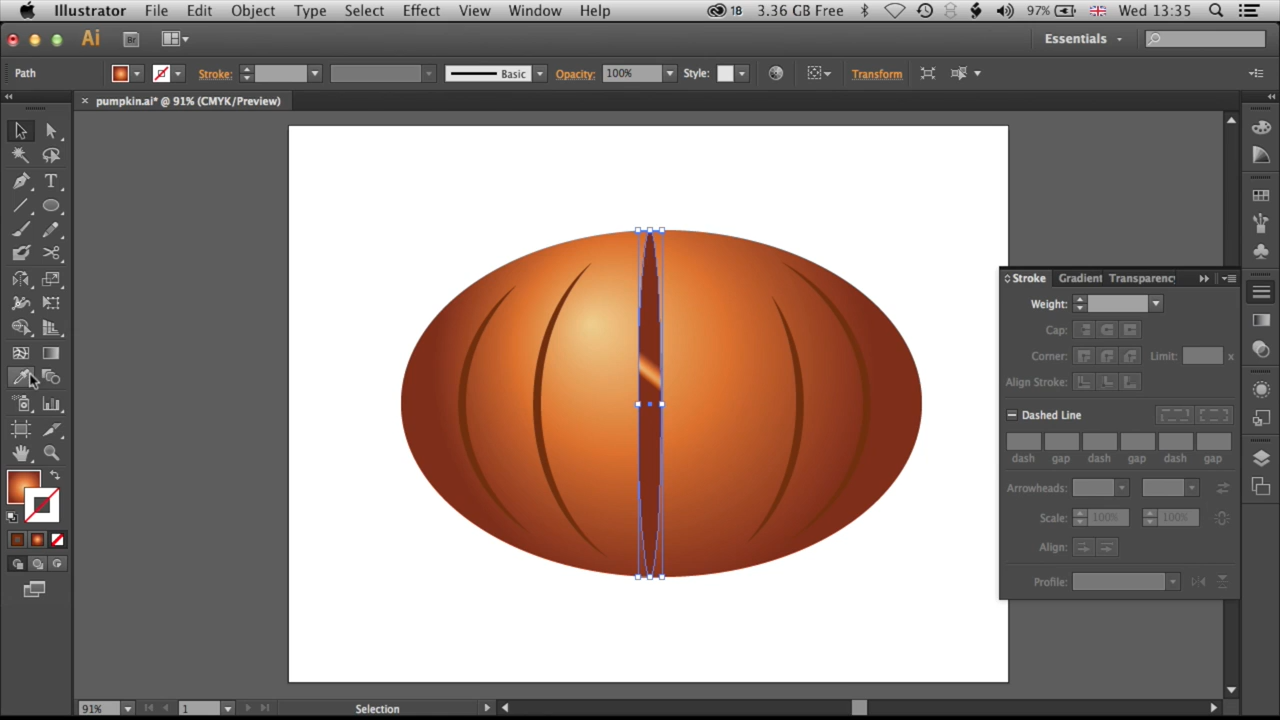 Illustrator File Edit Object Type Select Effect View Window Help 18 3.36 GB Free 97% Wed 13:35
Ai Br Essentials
Path Stroke: Basic Opacity: 100% Style: Transform
× pumpkin.ai* @ 91% (CMYK/Preview)
T
Stroke Gradient Transparency
Weight:
Cap:
Corner: Limit: x
Align Stroke:
Dashed Line
dash gap dash gap dash gap
Arrowheads:
Scale: 100% 100%
Align:
Profile:
91% 1 Selection